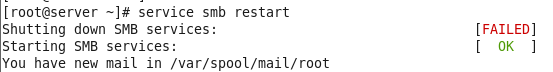 [root@server ~]# service smb restart
Shutting down SMB services: [FAILED]
Starting SMB services: [ OK ]
You have new mail in /var/spool/mail/root